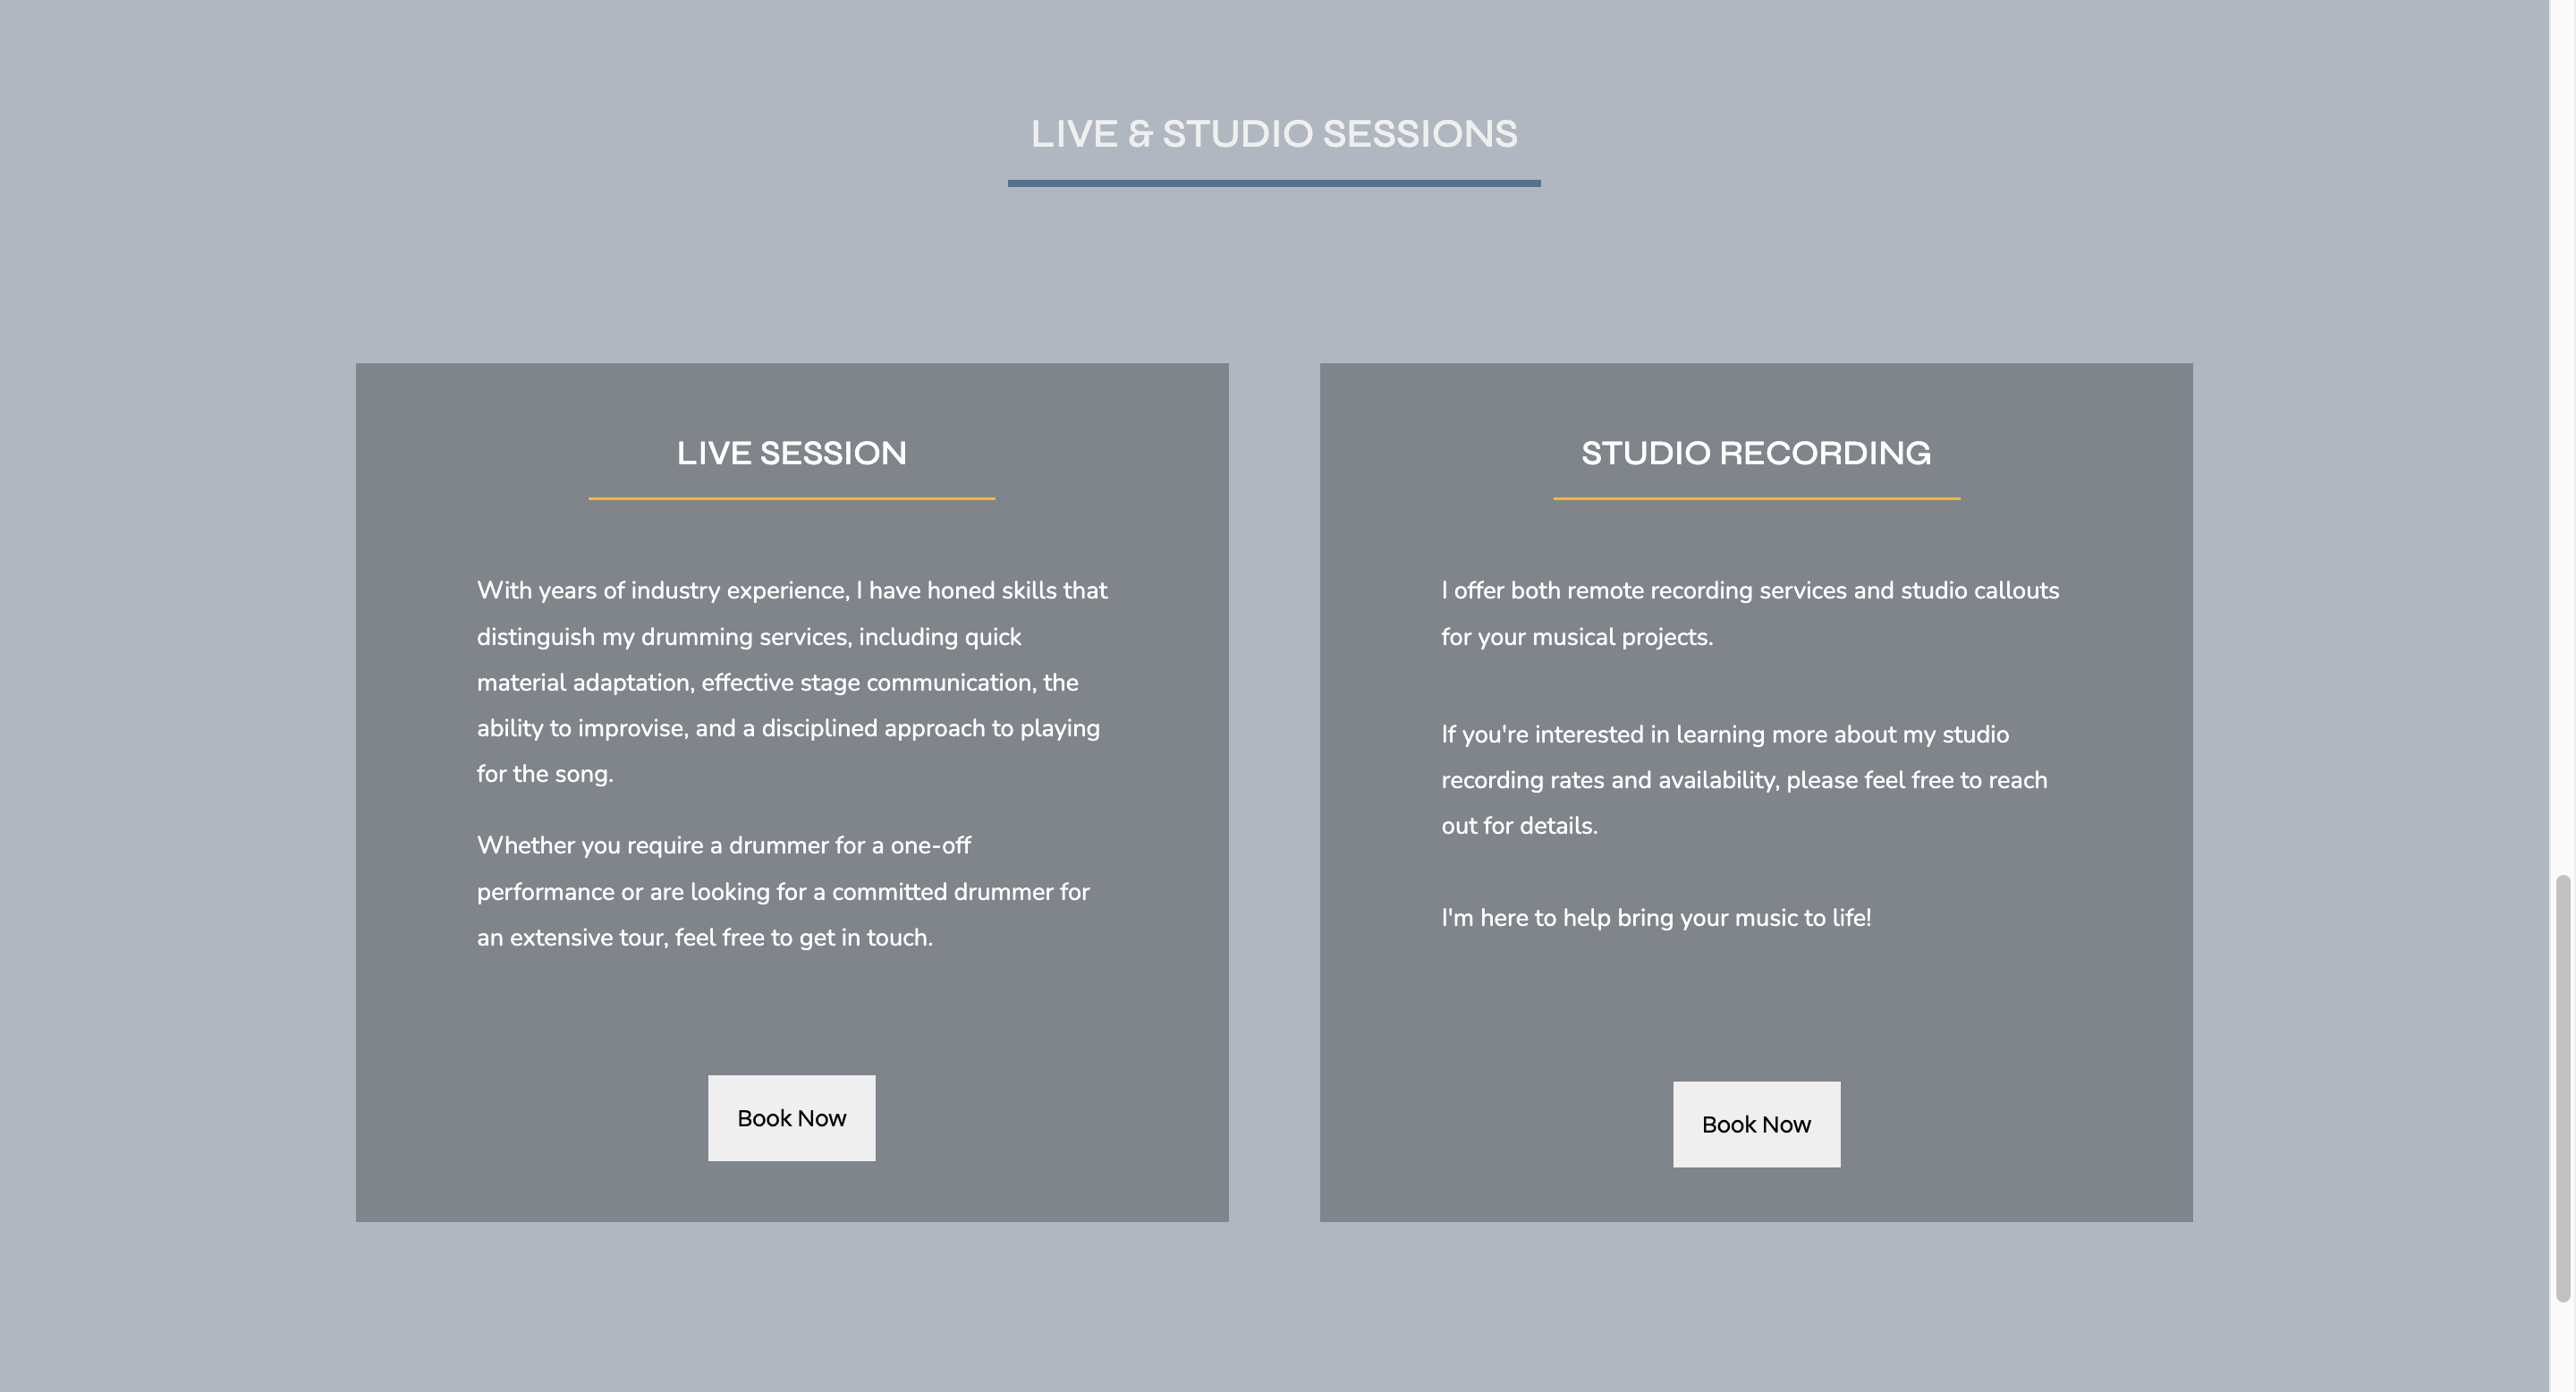 LIVE & STUDIO SESSIONS
LIVE SESSION
With years of industry experience, I have honed skills that
distinguish my drumming services, including quick
material adaptation, effective stage communication, the
ability to improvise, and a disciplined approach to playing
for the song.
Whether you require a drummer for a one-off
performance or are looking for a committed drummer for
an extensive tour, feel free to get in touch.
Book Now
STUDIO RECORDING
I offer both remote recording services and studio callouts
for your musical projects.
If you're interested in learning more about my studio
recording rates and availability, please feel free to reach
out for details.
I'm here to help bring your music to life!
Book Now